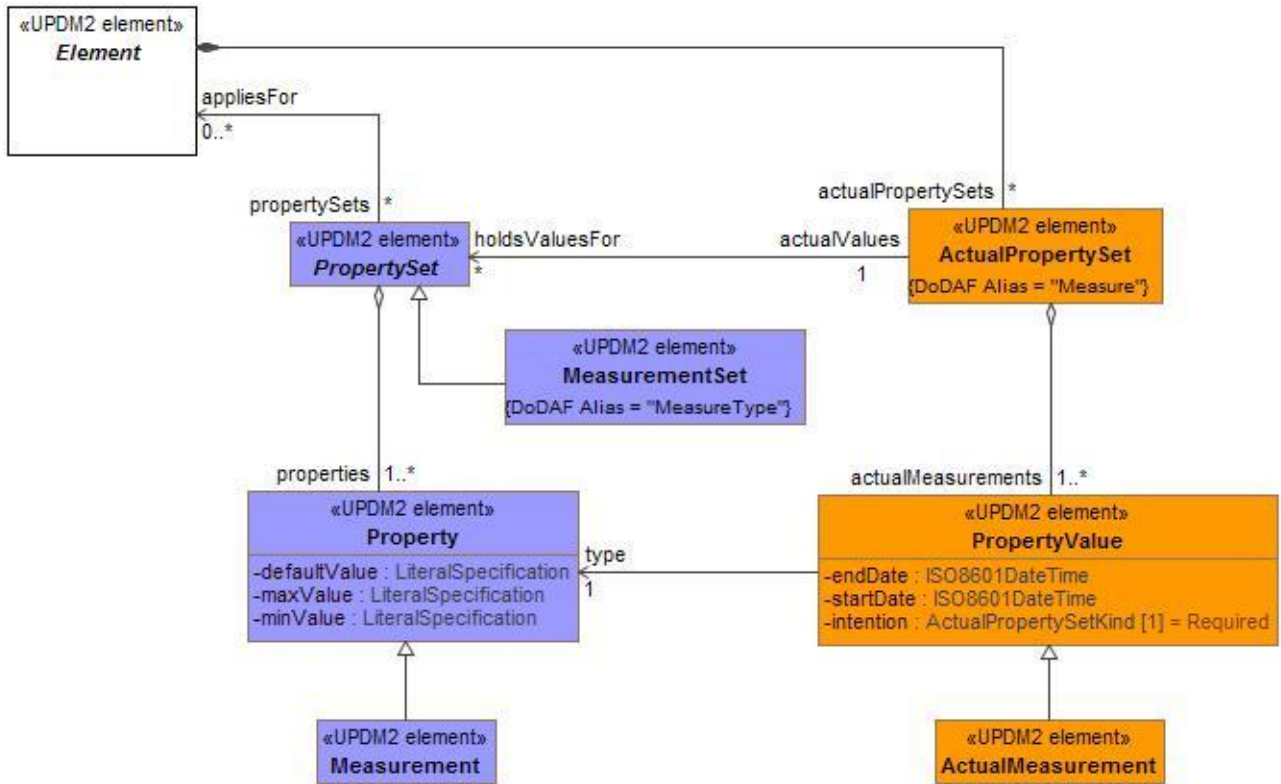 «UPDM2 element»
Element
appliesFor
0..*
propertySets *
actualPropertySets *
«UPDM2 element»
PropertySet
holdsValuesFor
*
actualValues
1
«UPDM2 element»
ActualPropertySet
{DoDAF Alias = "Measure"}
«UPDM2 element»
MeasurementSet
{DoDAF Alias = "MeasureType"}
properties 1..*
actualMeasurements 1..*
«UPDM2 element»
Property
-defaultValue : LiteralSpecification
-maxValue : LiteralSpecification
-minValue : LiteralSpecification
type
1
«UPDM2 element»
PropertyValue
-endDate : ISO8601DateTime
-startDate : ISO8601DateTime
-intention : ActualPropertySetKind [1] = Required
«UPDM2 element»
Measurement
«UPDM2 element»
ActualMeasurement